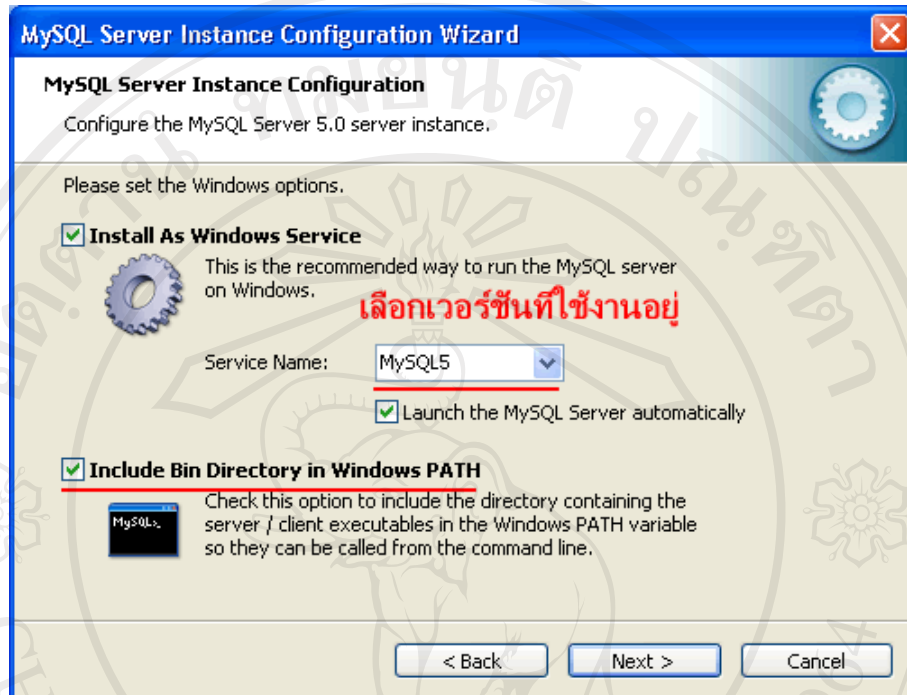 MySQL Server Instance Configuration Wizard
MySQL Server Instance Configuration
Configure the MySQL Server 5.0 server instance.
Please set the Windows options.
Install As Windows Service
This is the recommended way to run the MySQL server
on Windows.
เลือกเวอร์ชันที่ใช้งานอยู่
Service Name: MySQL5
Launch the MySQL Server automatically
Include Bin Directory in Windows PATH
Check this option to include the directory containing the
server / client executables in the Windows PATH variable
so they can be called from the command line.
MySQL>_
< Back Next > Cancel